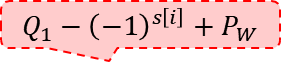 $Q_1 - (-1)^{s[i]} + P_W$